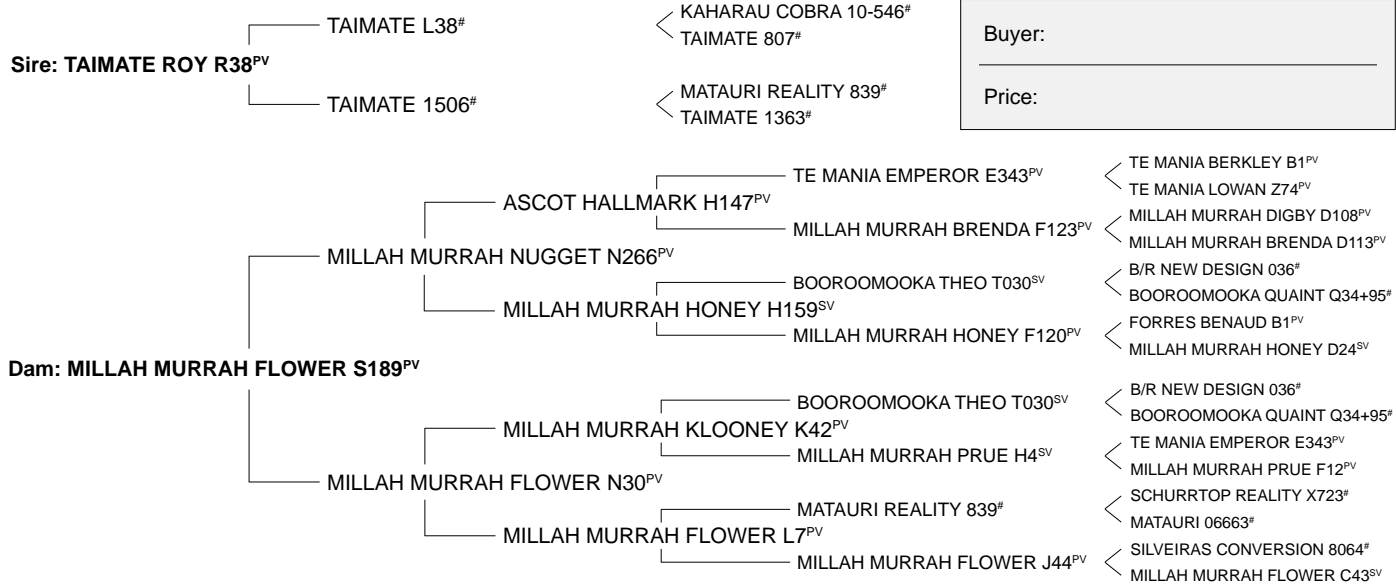 KAHARAU COBRA 10-546#
TAIMATE L38#
TAIMATE 807#
Sire: TAIMATE ROY R38PV
MATAURI REALITY 839#
TAIMATE 1506#
TAIMATE 1363#
Buyer:
Price:
TE MANIA BERKLEY B1PV
TE MANIA EMPEROR E343PV
TE MANIA LOWAN Z74PV
ASCOT HALLMARK H147PV
MILLAH MURRAH DIGBY D108PV
MILLAH MURRAH BRENDA F123PV
MILLAH MURRAH BRENDA D113PV
MILLAH MURRAH NUGGET N266PV
B/R NEW DESIGN 036#
BOOROOMOOKA THEO T030SV
BOOROOMOOKA QUAINT Q34+95#
MILLAH MURRAH HONEY H159SV
FORRES BENAUD B1PV
MILLAH MURRAH HONEY F120PV
MILLAH MURRAH HONEY D24SV
Dam: MILLAH MURRAH FLOWER S189PV
B/R NEW DESIGN 036#
BOOROOMOOKA THEO T030SV
BOOROOMOOKA QUAINT Q34+95#
MILLAH MURRAH KLOONEY K42PV
TE MANIA EMPEROR E343PV
MILLAH MURRAH PRUE H4SV
MILLAH MURRAH PRUE F12PV
MILLAH MURRAH FLOWER N30PV
SCHURRTOP REALITY X723#
MATAURI REALITY 839#
MATAURI 06663#
MILLAH MURRAH FLOWER L7PV
SILVEIRAS CONVERSION 8064#
MILLAH MURRAH FLOWER J44PV
MILLAH MURRAH FLOWER C43SV